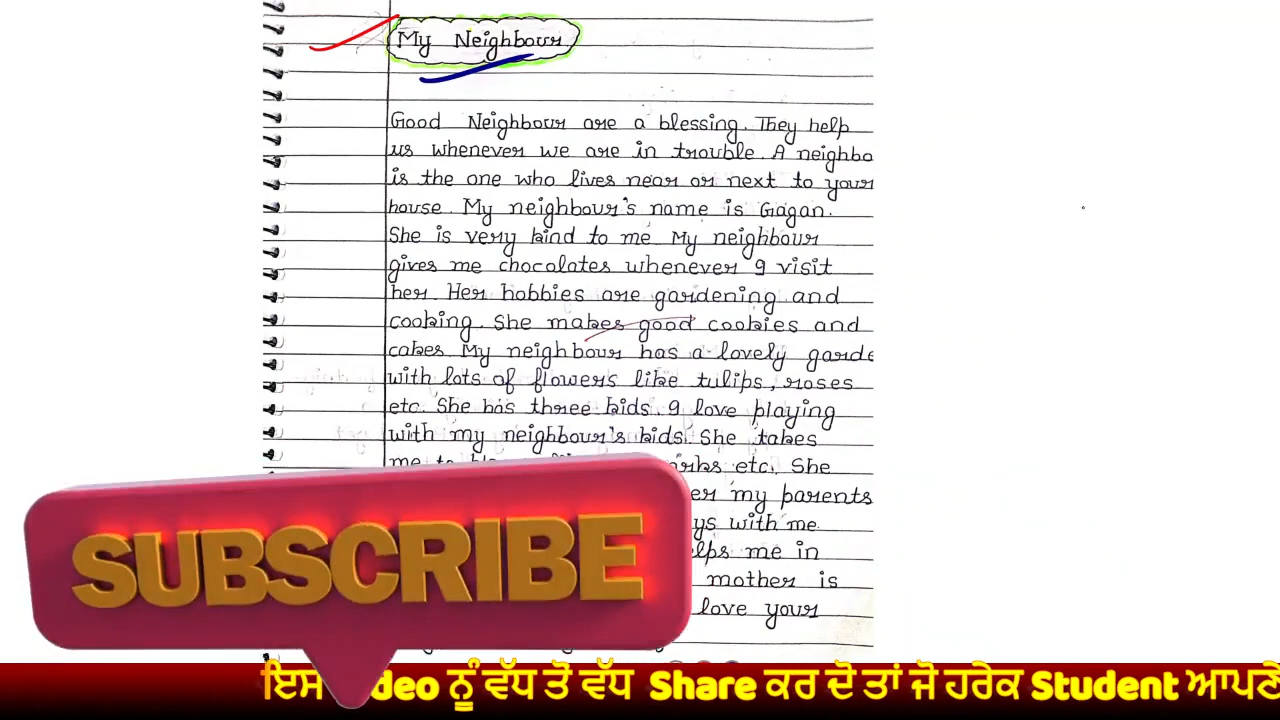 My Neighbour
Good Neighbour are a blessing. They help
us whenever we are in trouble. A neighbo
is the one who lives near or next to your
house. My neighbour's name is Gagan.
She is very kind to me My neighbour
gives me chocolates whenever I visit
her. Her hobbies are gardening and
cooking. She makes good cookies and
cakes My neighbour has a lovely garde
with lots of flowers like tulips, roses
etc. She has three kids. I love playing
with my neighbour's kids. She takes
me to etc. She
my parents
with me.
me in
mother is
love your
SUBSCRIBE
ਇਸ ਨੂੰ ਵੱਧ ਤੋ ਵੱਧ Share ਕਰ ਦੋ ਤਾਂ ਜੋ ਹਰੇਕ Student ਆਪਣੇ